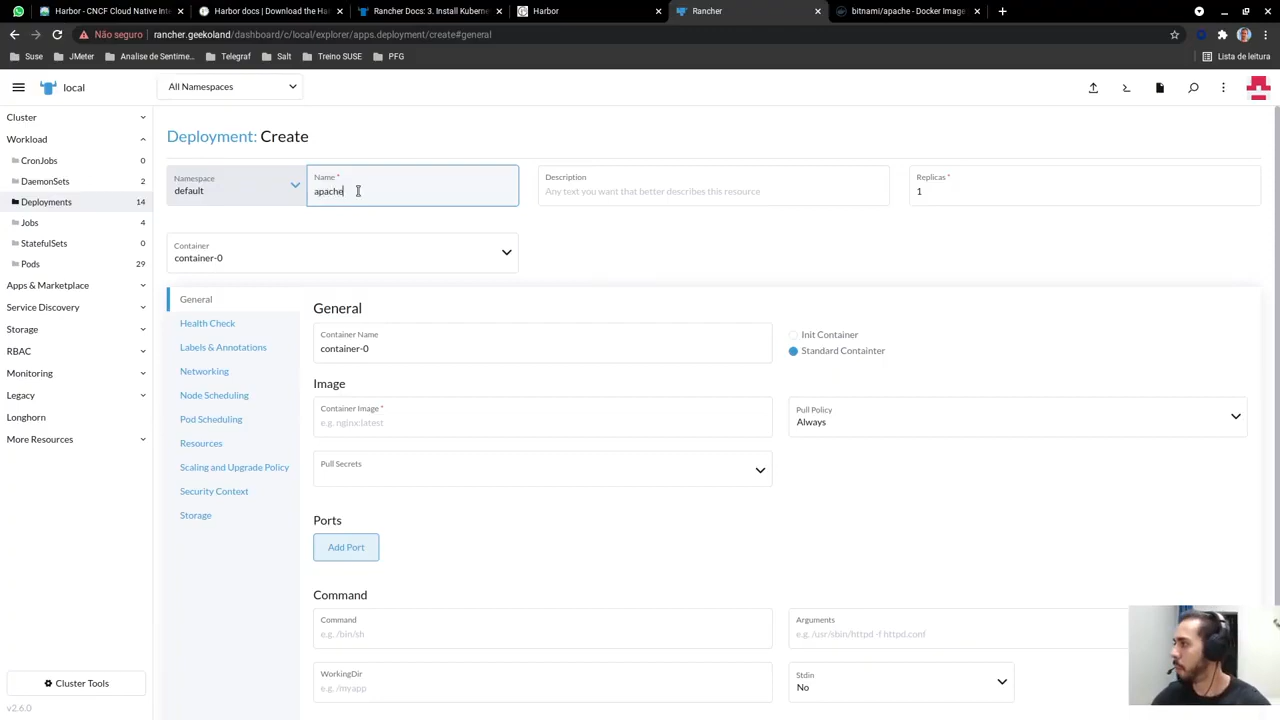 Harbor - CNCF Cloud Native Int
Harbor docs | Download the Ha
Rancher Docs: 3. Install Kuberne
Harbor
Rancher
bitnami/apache - Docker Image
Não seguro | rancher.geekoland/dashboard/c/local/explorer/apps.deployment/create#general
Suse
JMeter
Analise de Sentime...
Telegraf
Salt
Treino SUSE
PFG
Lista de leitura
local
All Namespaces
Cluster
Workload
CronJobs 0
DaemonSets 2
Deployments 14
Jobs 4
StatefulSets 0
Pods 29
Apps & Marketplace
Service Discovery
Storage
RBAC
Monitoring
Legacy
Longhorn
More Resources
Cluster Tools
v2.6.0
Deployment: Create
Namespace
default
Name *
apache
Description
Any text you want that better describes this resource
Replicas *
1
Container
container-0
General
Health Check
Labels & Annotations
Networking
Node Scheduling
Pod Scheduling
Resources
Scaling and Upgrade Policy
Security Context
Storage
General
Container Name
container-0
Init Container
Standard Containter
Image
Container Image *
e.g. nginx:latest
Pull Policy
Always
Pull Secrets
Ports
Add Port
Command
Command
e.g. /bin/sh
Arguments
e.g. /usr/sbin/httpd -f httpd.conf
WorkingDir
e.g. /myapp
Stdin
No